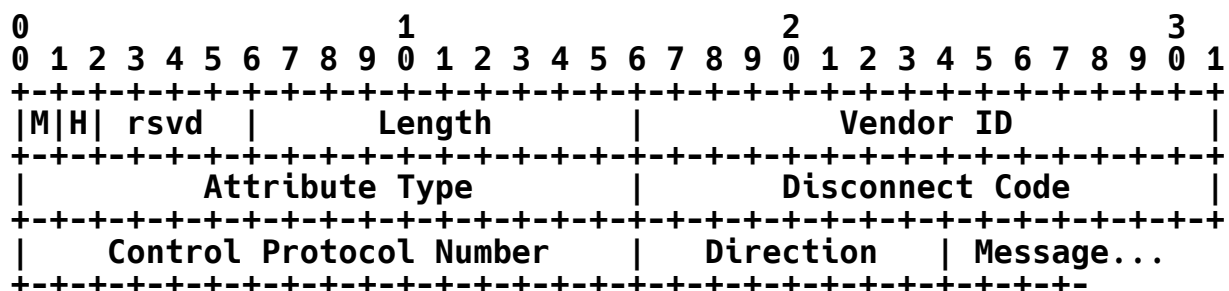 0                   1                   2                   3
0 1 2 3 4 5 6 7 8 9 0 1 2 3 4 5 6 7 8 9 0 1 2 3 4 5 6 7 8 9 0 1
+-+-+-+-+-+-+-+-+-+-+-+-+-+-+-+-+-+-+-+-+-+-+-+-+-+-+-+-+-+-+-+
|M|H| rsvd  |      Length       |          Vendor ID          |
+-+-+-+-+-+-+-+-+-+-+-+-+-+-+-+-+-+-+-+-+-+-+-+-+-+-+-+-+-+-+-+
|         Attribute Type        |       Disconnect Code       |
+-+-+-+-+-+-+-+-+-+-+-+-+-+-+-+-+-+-+-+-+-+-+-+-+-+-+-+-+-+-+-+
|    Control Protocol Number    |   Direction   | Message...
+-+-+-+-+-+-+-+-+-+-+-+-+-+-+-+-+-+-+-+-+-+-+-+-+-+-+-+-